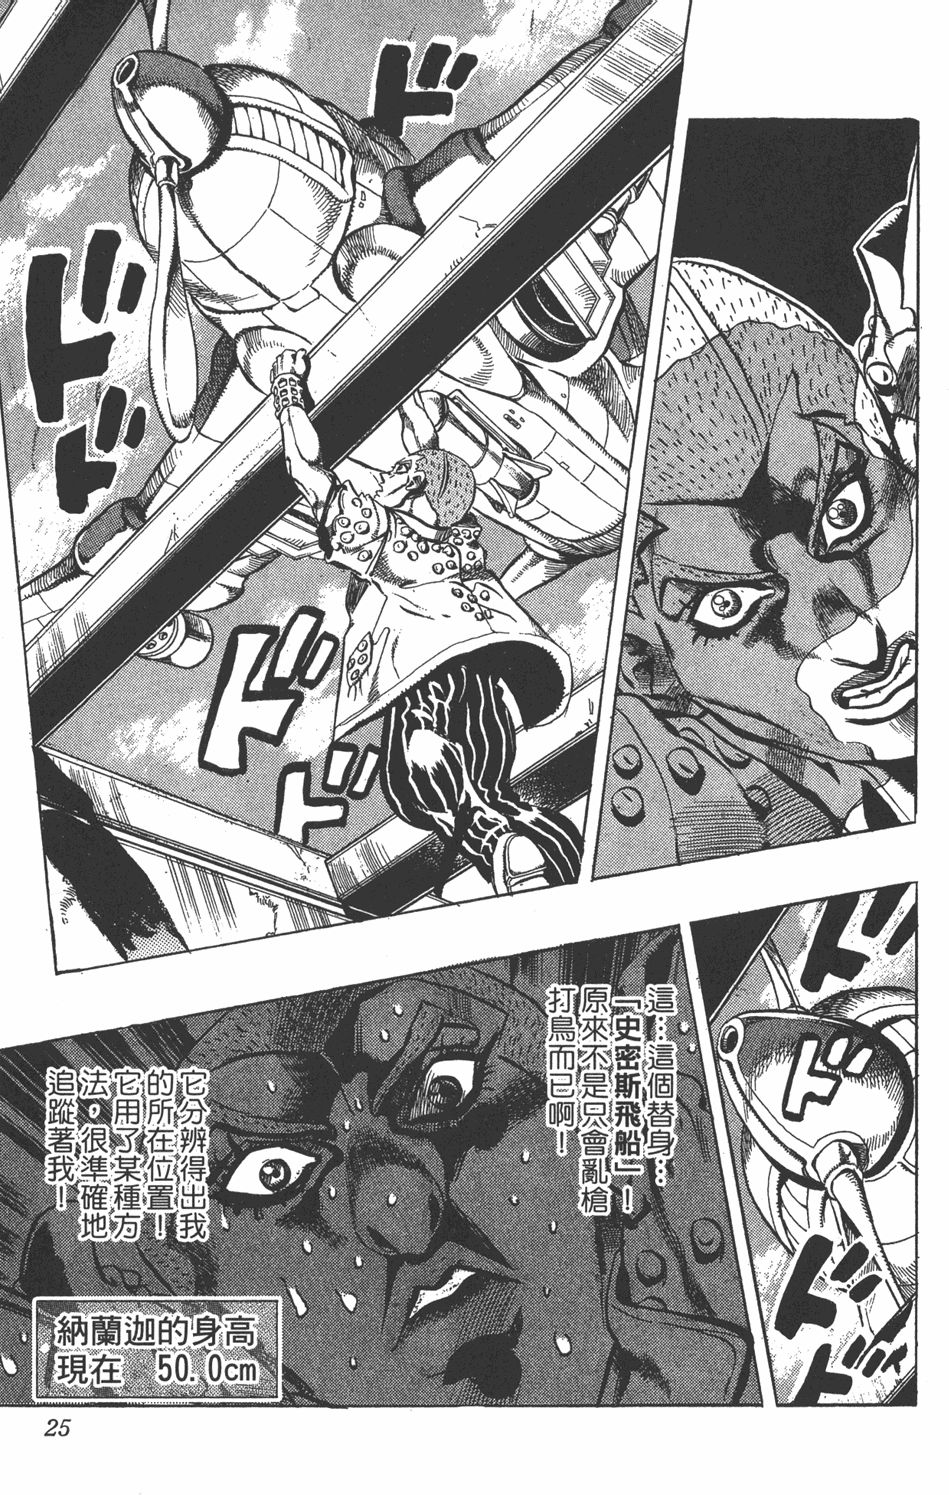 ドド
ドド
ドド
ドド
ドド
這…這個替身…
「史密斯飛船」！
原來不是只會亂槍
打鳥而已啊！
它分辨得出我
的所在位置！
它用了某種方
法，很準確地
追蹤著我！
納蘭迦的身高
現在 50.0cm
25